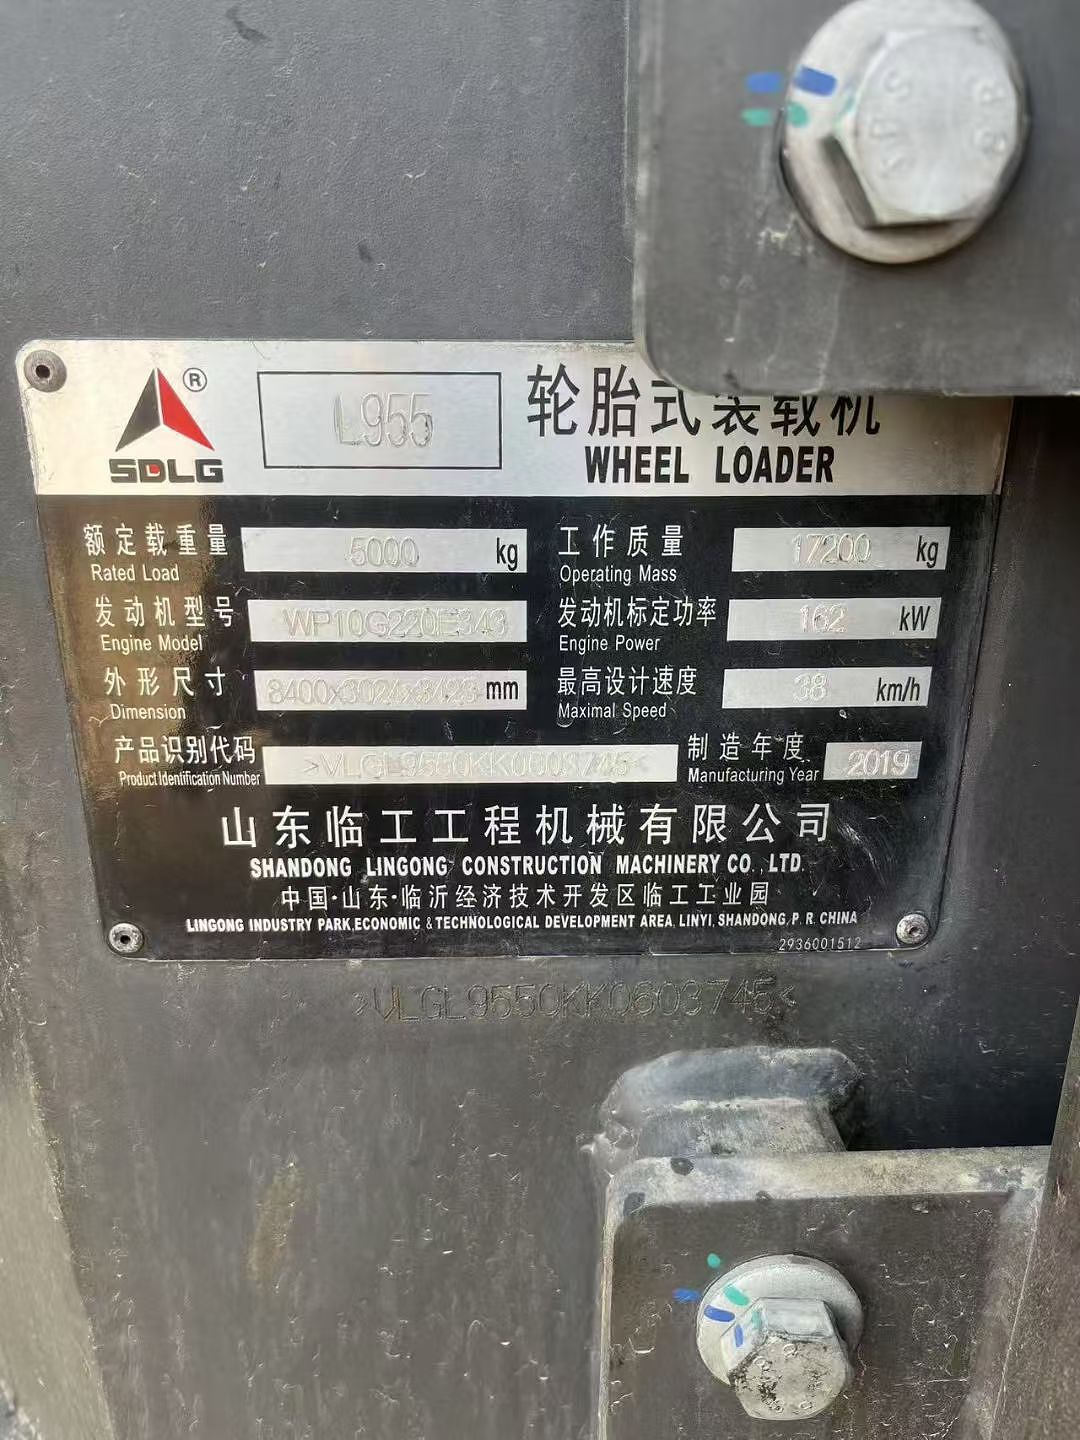 SDLG
®
L955
轮胎式装载机
WHEEL LOADER
额定载重量 5000 kg
Rated Load
工作质量 17200 kg
Operating Mass
发动机型号 WP10G220E343
Engine Model
发动机标定功率 162 kW
Engine Power
外形尺寸 8400x3024x3423 mm
Dimension
最高设计速度 38 km/h
Maximal Speed
产品识别代码 >VLGL9550KK0603745<
Product Identification Number
制造年度 2019
Manufacturing Year
山东临工工程机械有限公司
SHANDONG LINGONG CONSTRUCTION MACHINERY CO., LTD.
中国·山东·临沂经济技术开发区临工工业园
LINGONG INDUSTRY PARK,ECONOMIC & TECHNOLOGICAL DEVELOPMENT AREA, LINYI, SHANDONG, P. R. CHINA
2936001512
>VLGL9550KK0603745<